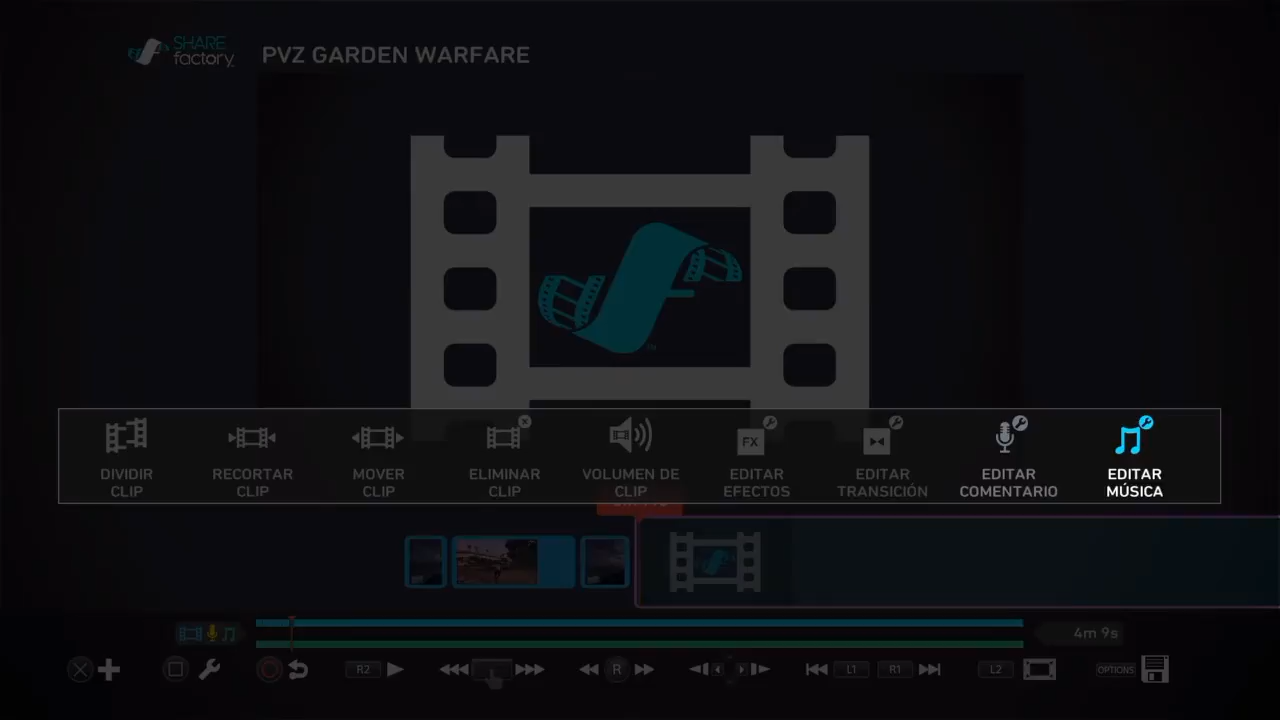 SHARE
factory
PVZ GARDEN WARFARE
DIVIDIR
CLIP
RECORTAR
CLIP
MOVER
CLIP
ELIMINAR
CLIP
VOLUMEN DE
CLIP
FX
EDITAR
EFECTOS
EDITAR
TRANSICIÓN
EDITAR
COMENTARIO
EDITAR
MÚSICA
4m 9s
R2
R
L1
R1
L2
OPTIONS